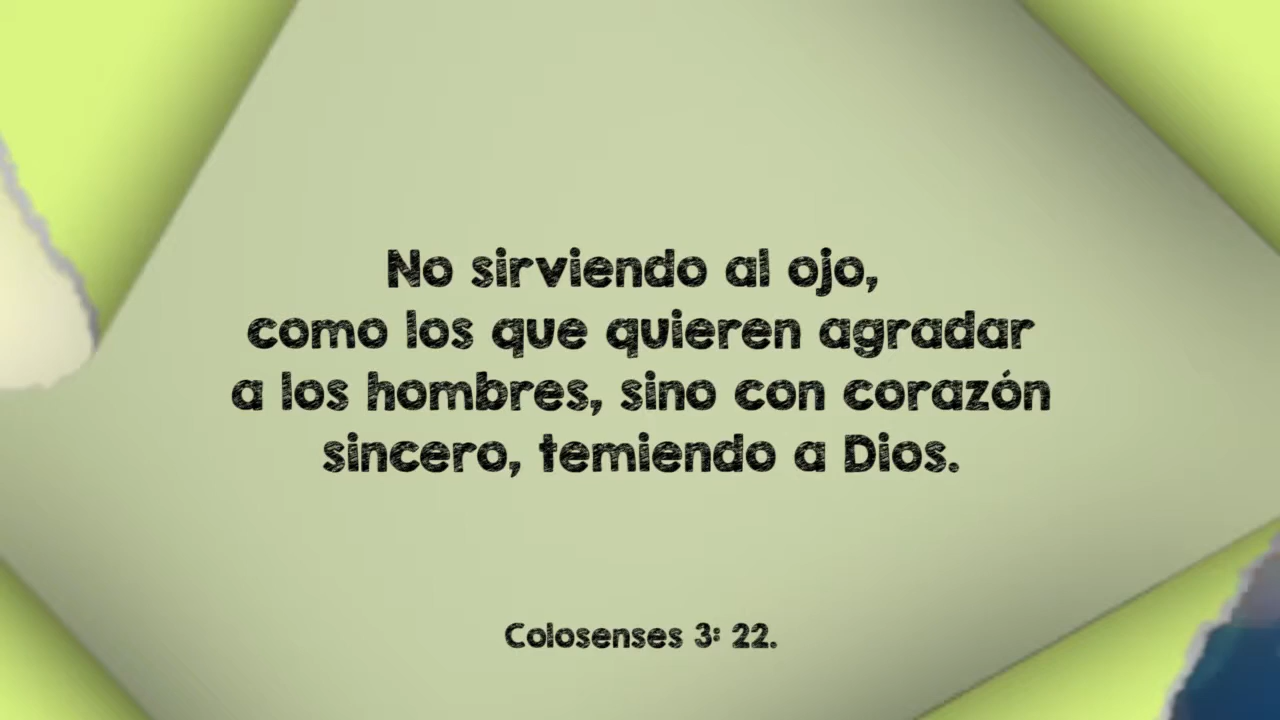 No sirviendo al ojo,
como los que quieren agradar
a los hombres, sino con corazón
sincero, temiendo a Dios.
Colosenses 3: 22.